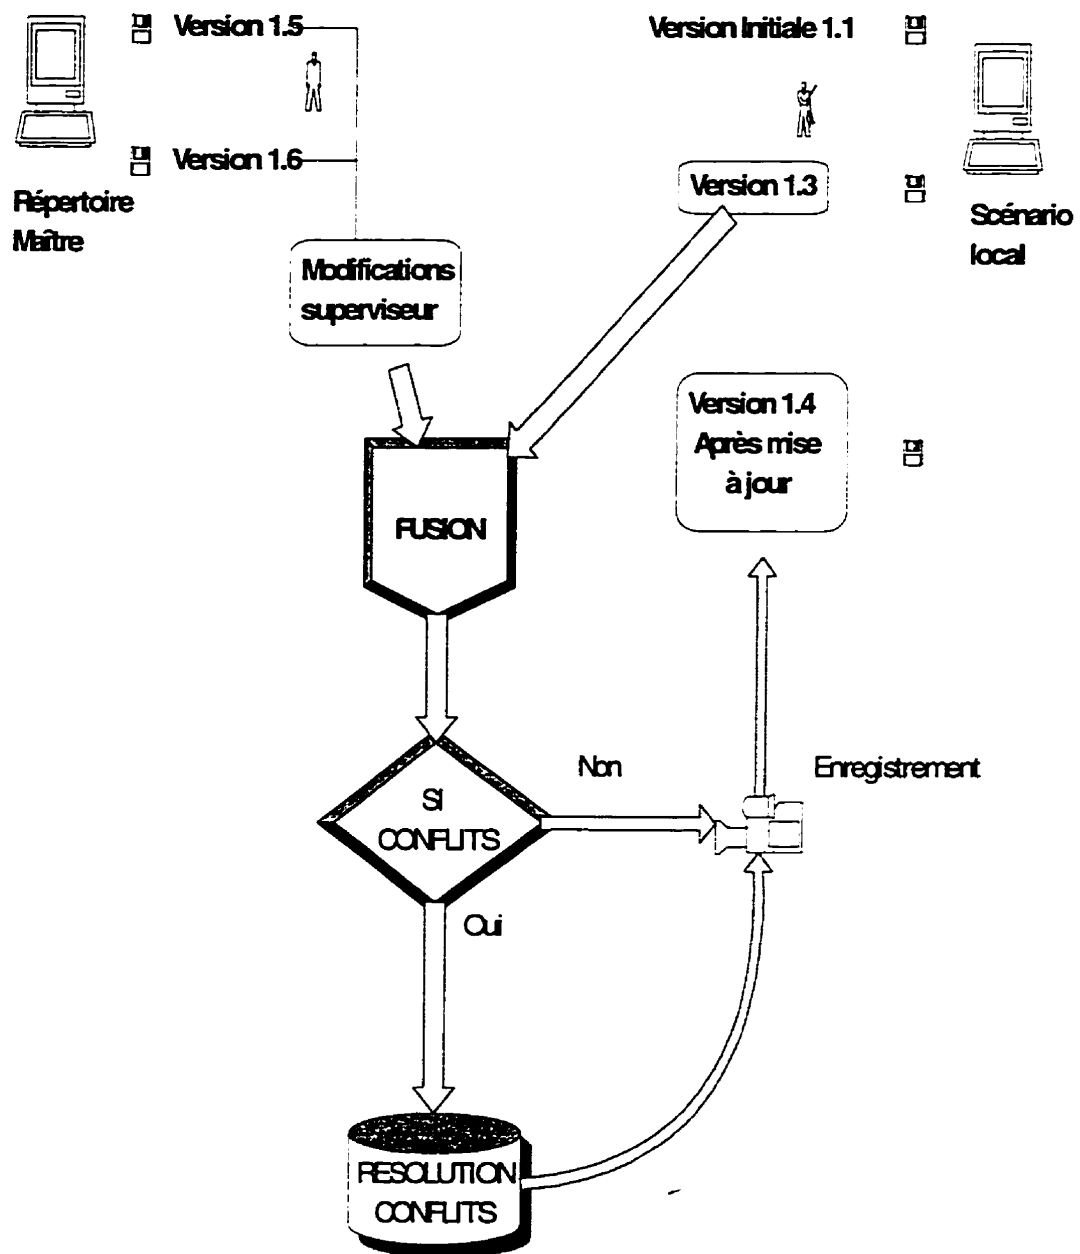 Version 1.5
Version Initiale 1.1
Version 1.6
Version 1.3
Répertoire
Maître
Scénario
local
Modifications
superviseur
Version 1.4
Après mise
à jour
FUSION
Non
Enregistrement
SI
CONFLITS
Oui
RESOLUTION
CONFLITS